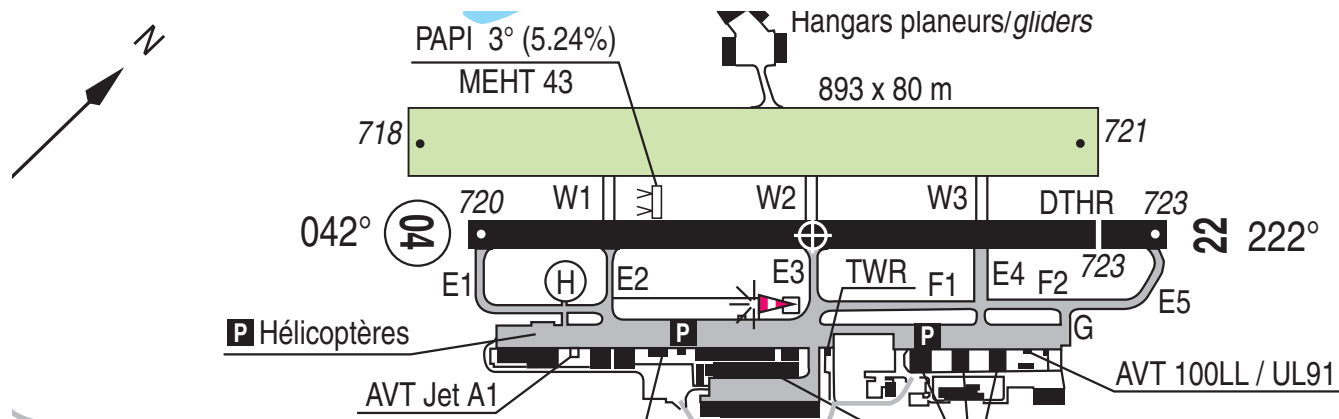 N
Hangars planeurs/gliders
PAPI 3° (5.24%)
MEHT 43
893 x 80 m
718
721
W1
W2
W3
DTHR
720
723
042°
04
22
222°
723
E1
H
E2
E3
TWR
F1
E4
F2
E5
P Hélicoptères
P
P
G
AVT Jet A1
AVT 100LL / UL91